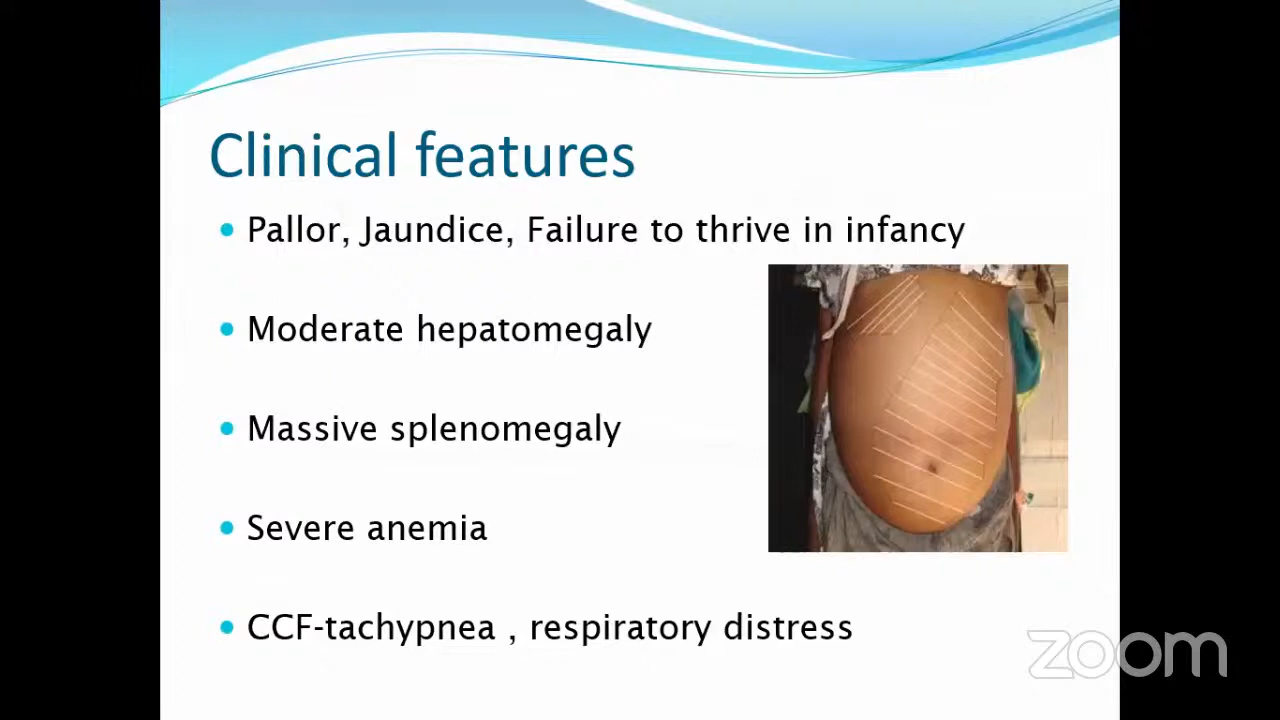 Clinical features
Pallor, Jaundice, Failure to thrive in infancy
Moderate hepatomegaly
Massive splenomegaly
Severe anemia
CCF-tachypnea , respiratory distress
zoom